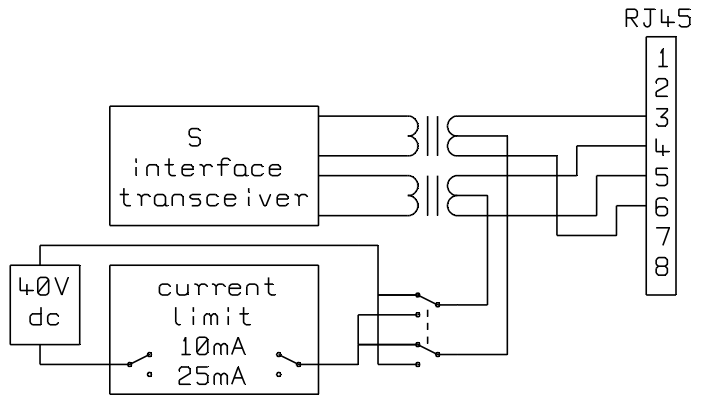 RJ45
1
2
3
4
5
6
7
8
S
interface
transceiver
40V
dc
current
limit
10mA
25mA